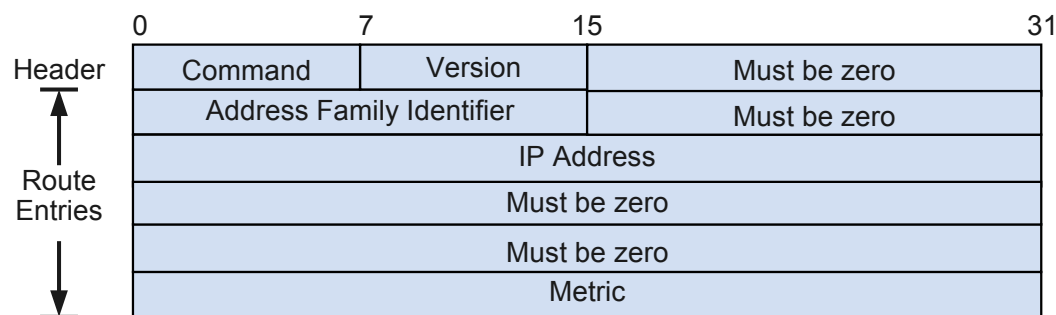 0 7 15 31
Header Command Version Must be zero
Address Family Identifier Must be zero
IP Address
Route
Entries
Must be zero
Must be zero
Metric